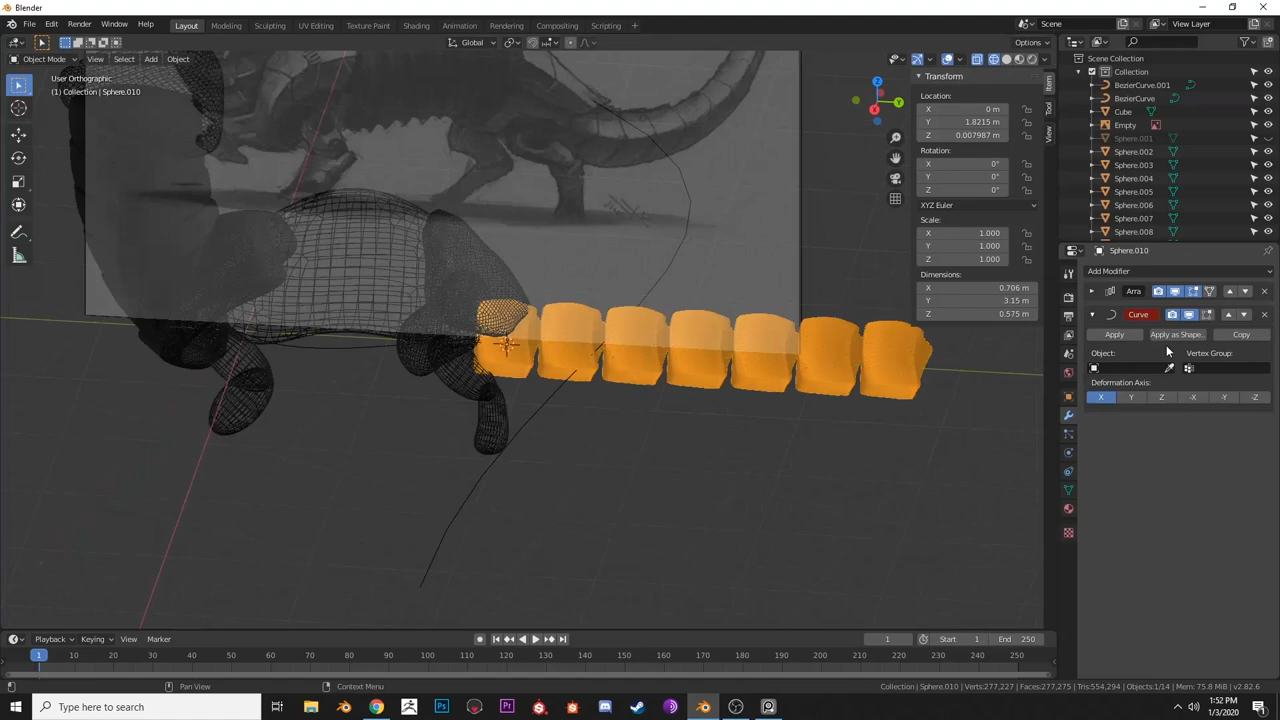 Blender
File Edit Render Window Help
Layout Modeling Sculpting UV Editing Texture Paint Shading Animation Rendering Compositing Scripting +
Scene View Layer
Global Options
Object Mode View Select Add Object
User Orthographic
(1) Collection | Sphere.010
Z Y X
Transform
Location:
X 0 m
Y 1.8215 m
Z 0.007987 m
Rotation:
X 0°
Y 0°
Z 0°
XYZ Euler
Scale:
X 1.000
Y 1.000
Z 1.000
Dimensions:
X 0.706 m
Y 3.15 m
Z 0.575 m
Item
Tool
View
Scene Collection
Collection
BezierCurve.001
BezierCurve
Cube
Empty
Sphere.001
Sphere.002
Sphere.003
Sphere.004
Sphere.005
Sphere.006
Sphere.007
Sphere.008
Sphere.010
Add Modifier
Arra
Curve
Apply Apply as Shape.. Copy
Object: Vertex Group:
Deformation Axis:
X Y Z -X -Y -Z
Playback Keying View Marker
1 Start 1 End 250
1 10 20 30 40 50 60 70 80 90 100 110 120 130 140 150 160 170 180 190 200 210 220 230 240 250
Pan View Context Menu
Collection | Sphere.010 | Verts:277,227 | Faces:277,275 | Tris:554,294 | Objects:1/14 | Mem: 75.8 MiB | v2.82.6
Type here to search
1:52 PM
1/3/2020